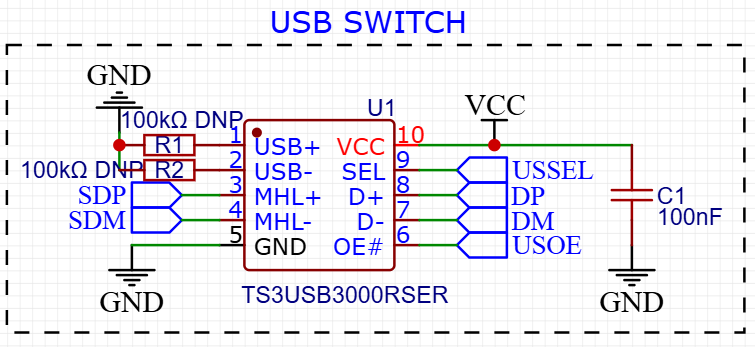 USB SWITCH
GND
100kΩ DNP
R1
100kΩ DNP
R2
SDP
SDM
GND
U1
1 USB+ VCC 10
2 USB- SEL 9
3 MHL+ D+ 8
4 MHL- D- 7
5 GND OE# 6
TS3USB3000RSER
VCC
USSEL
DP
DM
USOE
C1
100nF
GND